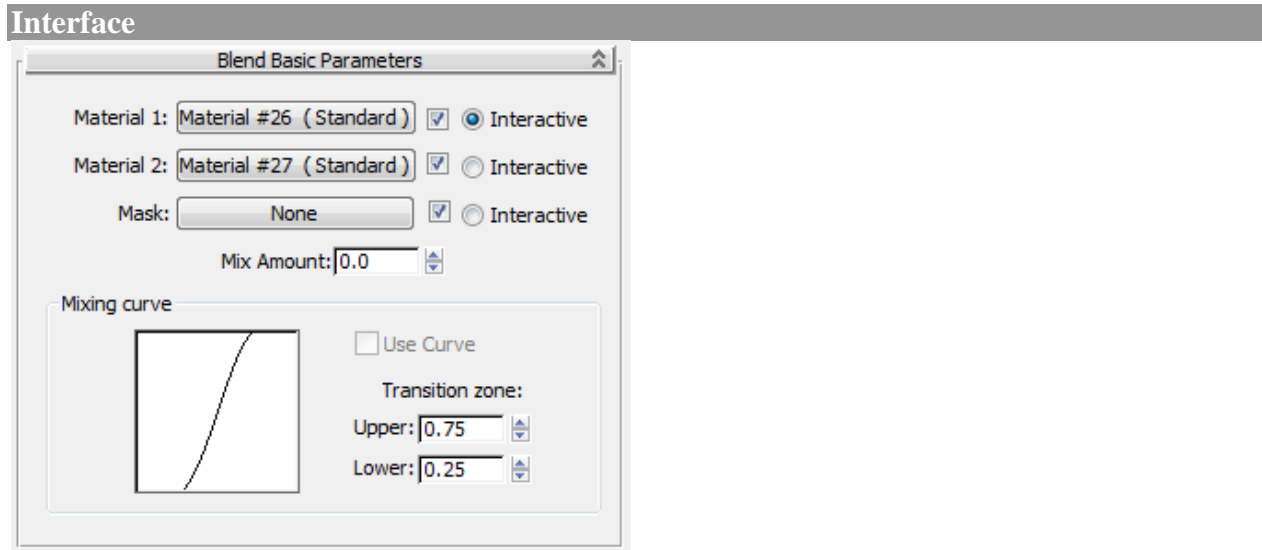 Interface
Blend Basic Parameters
Material 1: Material #26 ( Standard ) Interactive
Material 2: Material #27 ( Standard ) Interactive
Mask: None Interactive
Mix Amount: 0.0
Mixing curve
Use Curve
Transition zone:
Upper: 0.75
Lower: 0.25